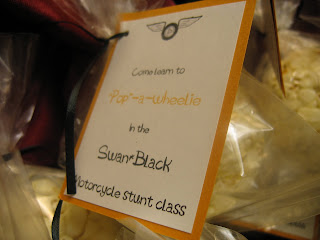 Come learn to
"Pop"-a-wheelie
in the
Swan*Black
Motorcycle stunt class